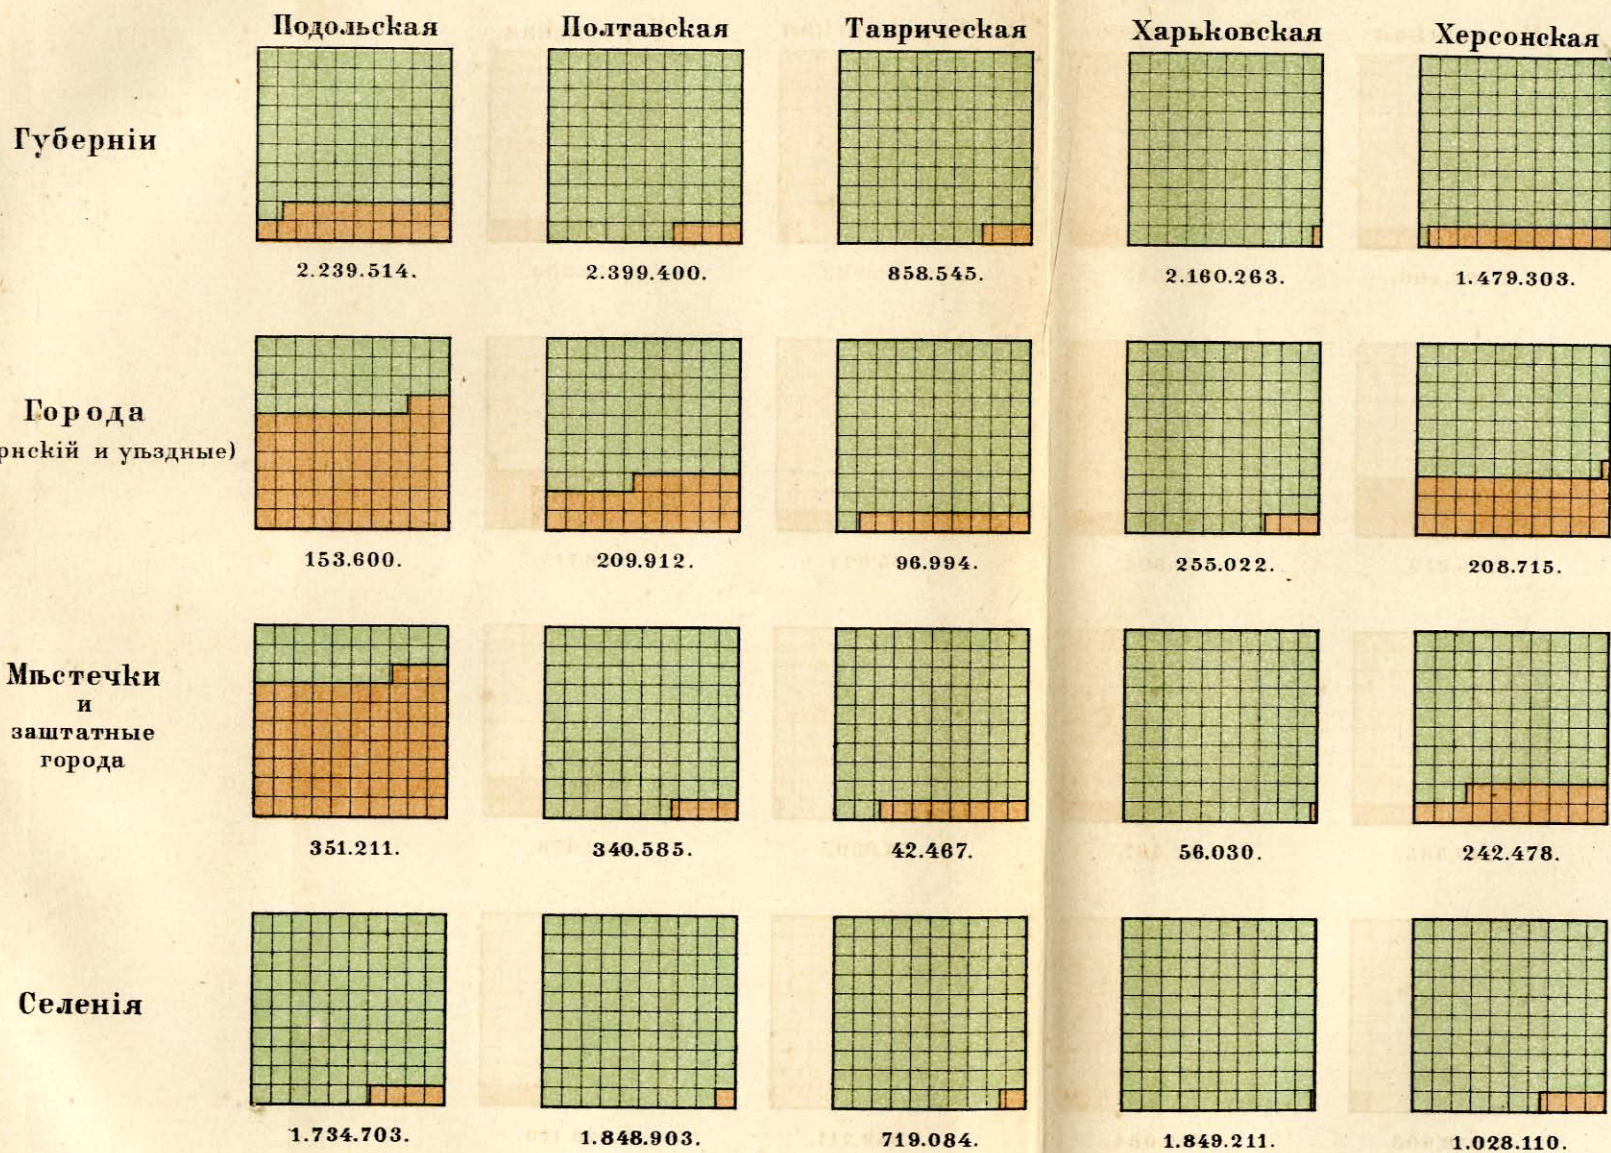 Подольская Полтавская Таврическая Харьковская Херсонская
Губерніи
2.239.514. 2.399.400. 858.545. 2.160.263. 1.479.303.
Города
рнскій и уѣздные)
153.600. 209.912. 96.994. 255.022. 208.715.
Мѣстечки
и
заштатные
города
351.211. 340.585. 42.467. 56.030. 242.478.
Селенія
1.734.703. 1.848.903. 719.084. 1.849.211. 1.028.110.